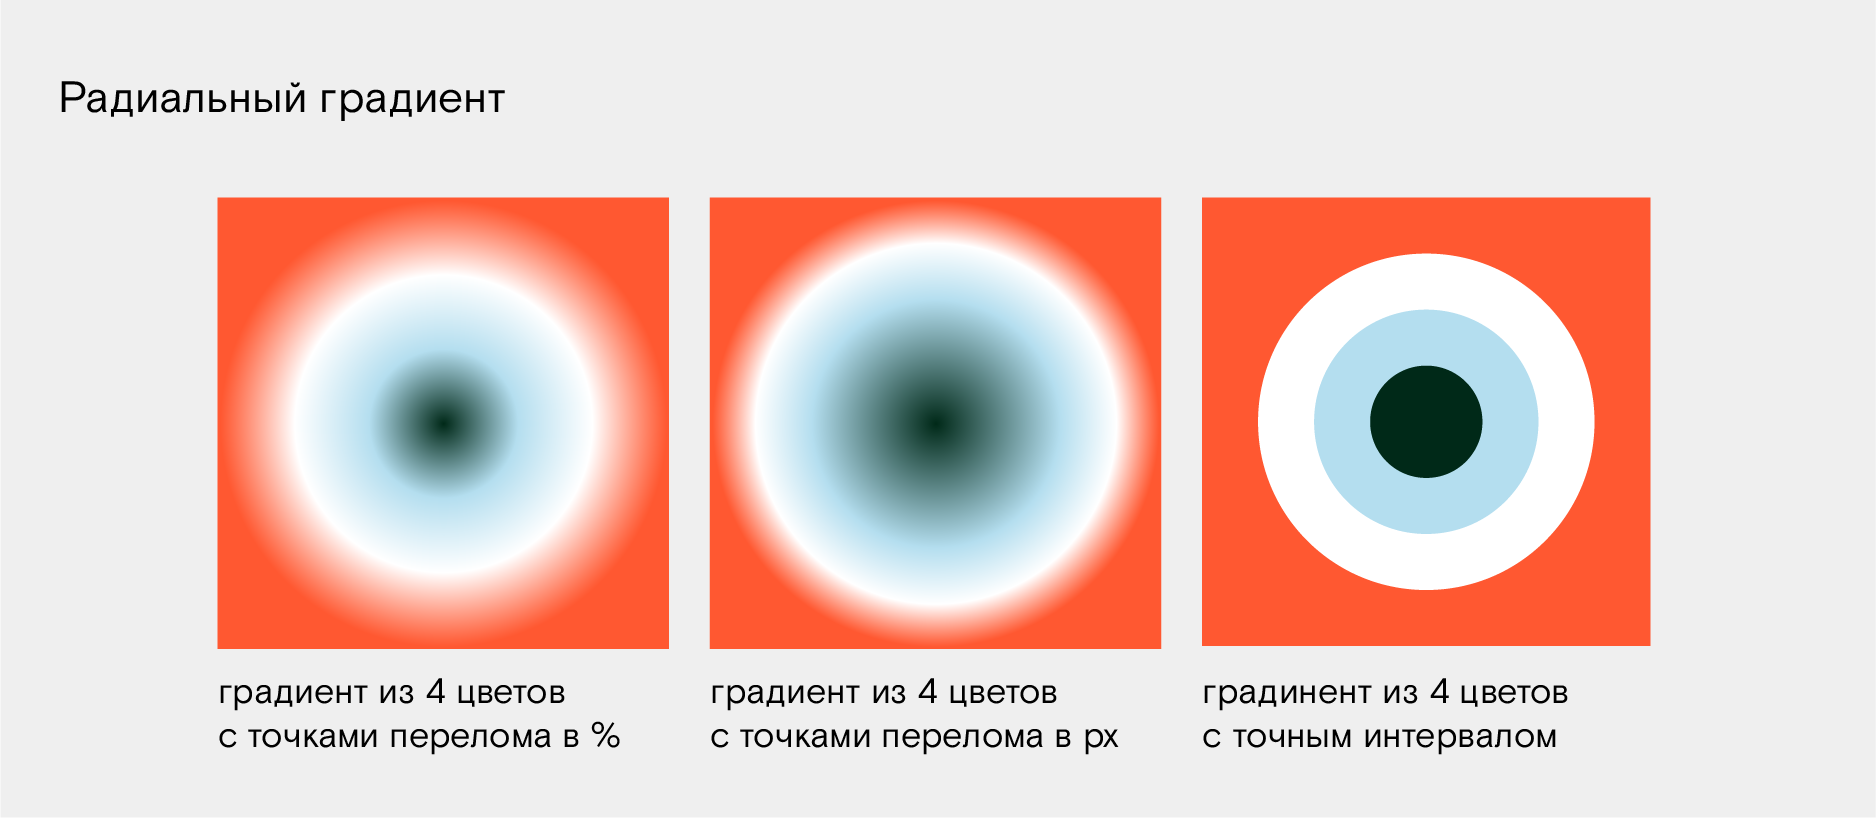 Радиальный градиент
градиент из 4 цветов
с точками перелома в %
градиент из 4 цветов
с точками перелома в px
градинент из 4 цветов
с точным интервалом